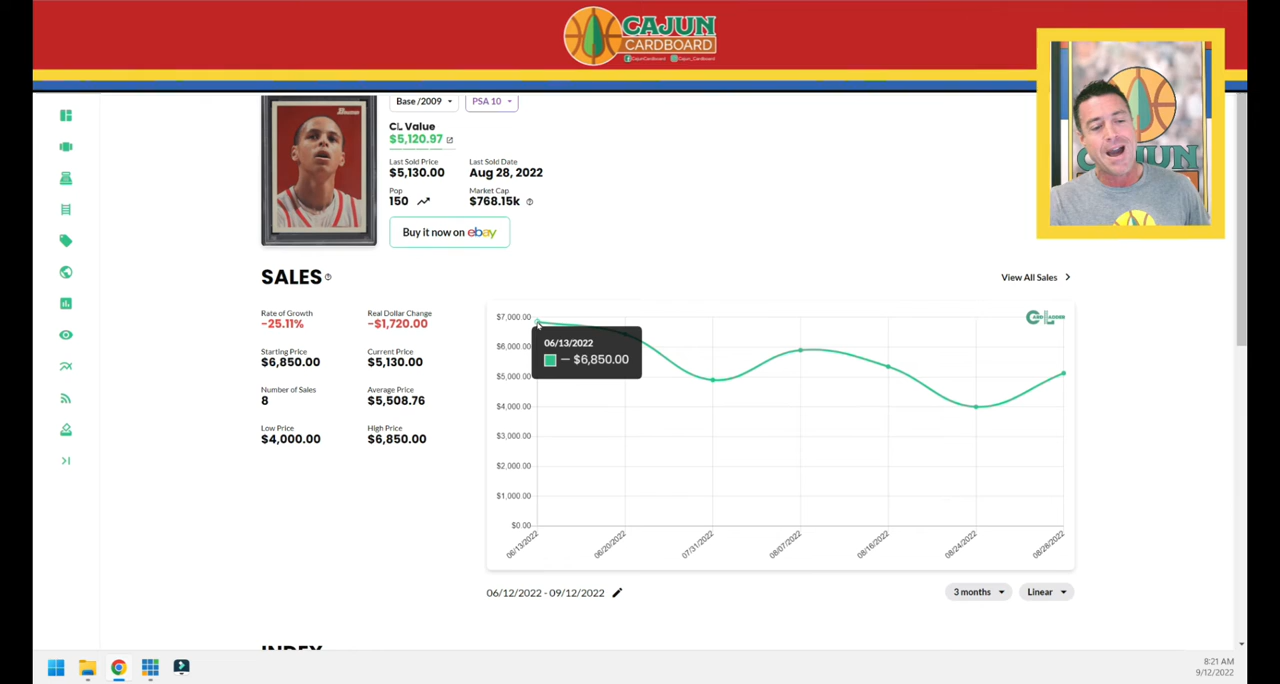 CAJUN
CARDBOARD
CajunCardboard Cajun_Cardboard
Base /2009
PSA 10
Bowman
CL Value
$5,120.97
Last Sold Price
Last Sold Date
$5,130.00
Aug 28, 2022
Pop
Market Cap
150
$768.15k
Buy it now on ebay
SALES
View All Sales
Rate of Growth
Real Dollar Change
-25.11%
-$1,720.00
Starting Price
Current Price
$6,850.00
$5,130.00
Number of Sales
Average Price
8
$5,508.76
Low Price
High Price
$4,000.00
$6,850.00
$7,000.00
$6,000.00
$5,000.00
$4,000.00
$3,000.00
$2,000.00
$1,000.00
$0.00
06/13/2022
— $6,850.00
06/13/2022
06/20/2022
07/31/2022
08/07/2022
08/16/2022
08/24/2022
08/28/2022
06/12/2022 - 09/12/2022
3 months
Linear
INDEX
8:21 AM
9/12/2022